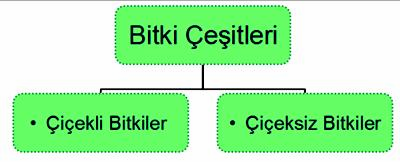 Bitki Çeşitleri
• Çiçekli Bitkiler
• Çiçeksiz Bitkiler